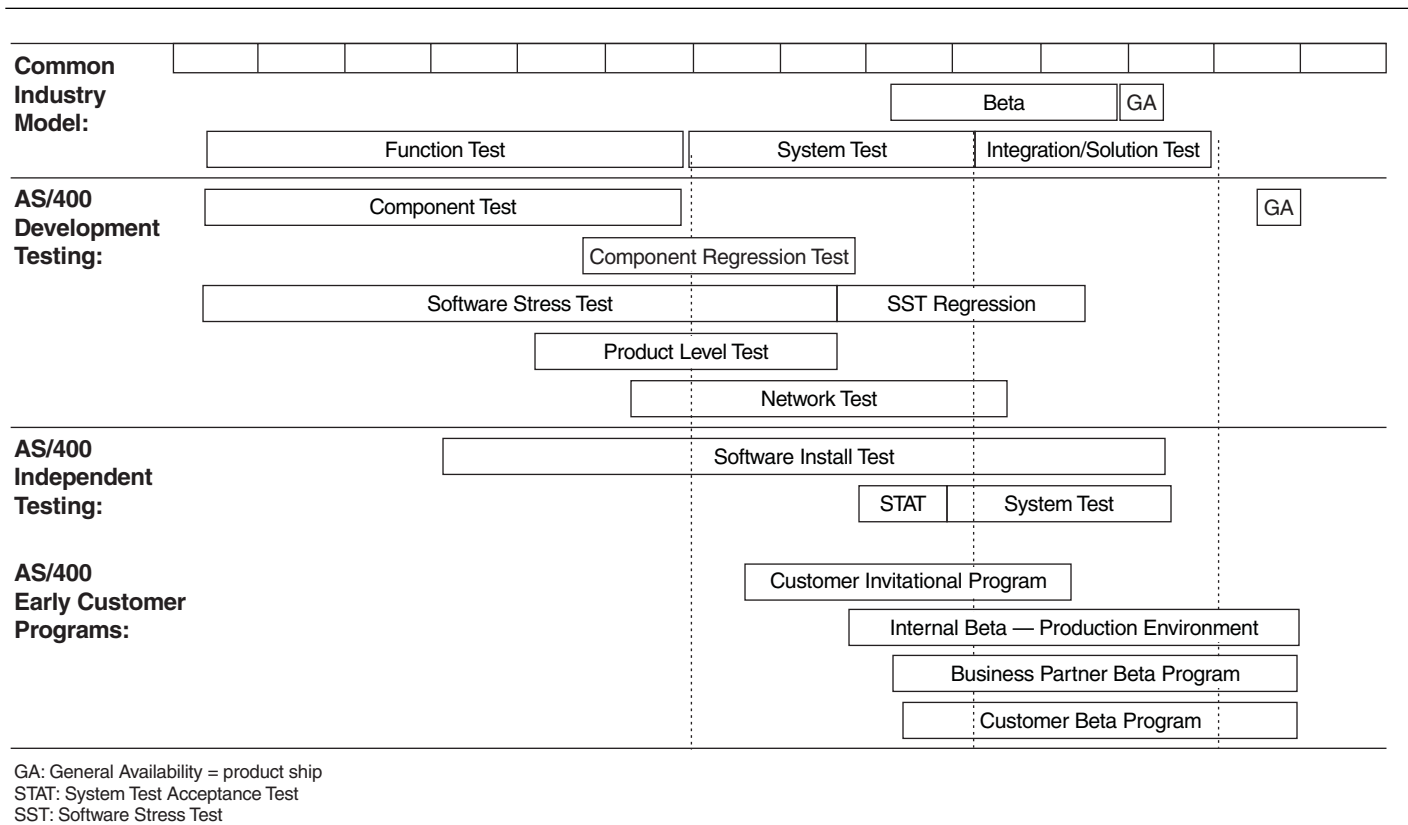 Common
Industry
Model:
Beta
GA
Function Test
System Test
Integration/Solution Test
AS/400
Development
Testing:
Component Test
GA
Component Regression Test
Software Stress Test
SST Regression
Product Level Test
Network Test
AS/400
Independent
Testing:
Software Install Test
STAT
System Test
AS/400
Early Customer
Programs:
Customer Invitational Program
Internal Beta — Production Environment
Business Partner Beta Program
Customer Beta Program
GA: General Availability = product ship
STAT: System Test Acceptance Test
SST: Software Stress Test